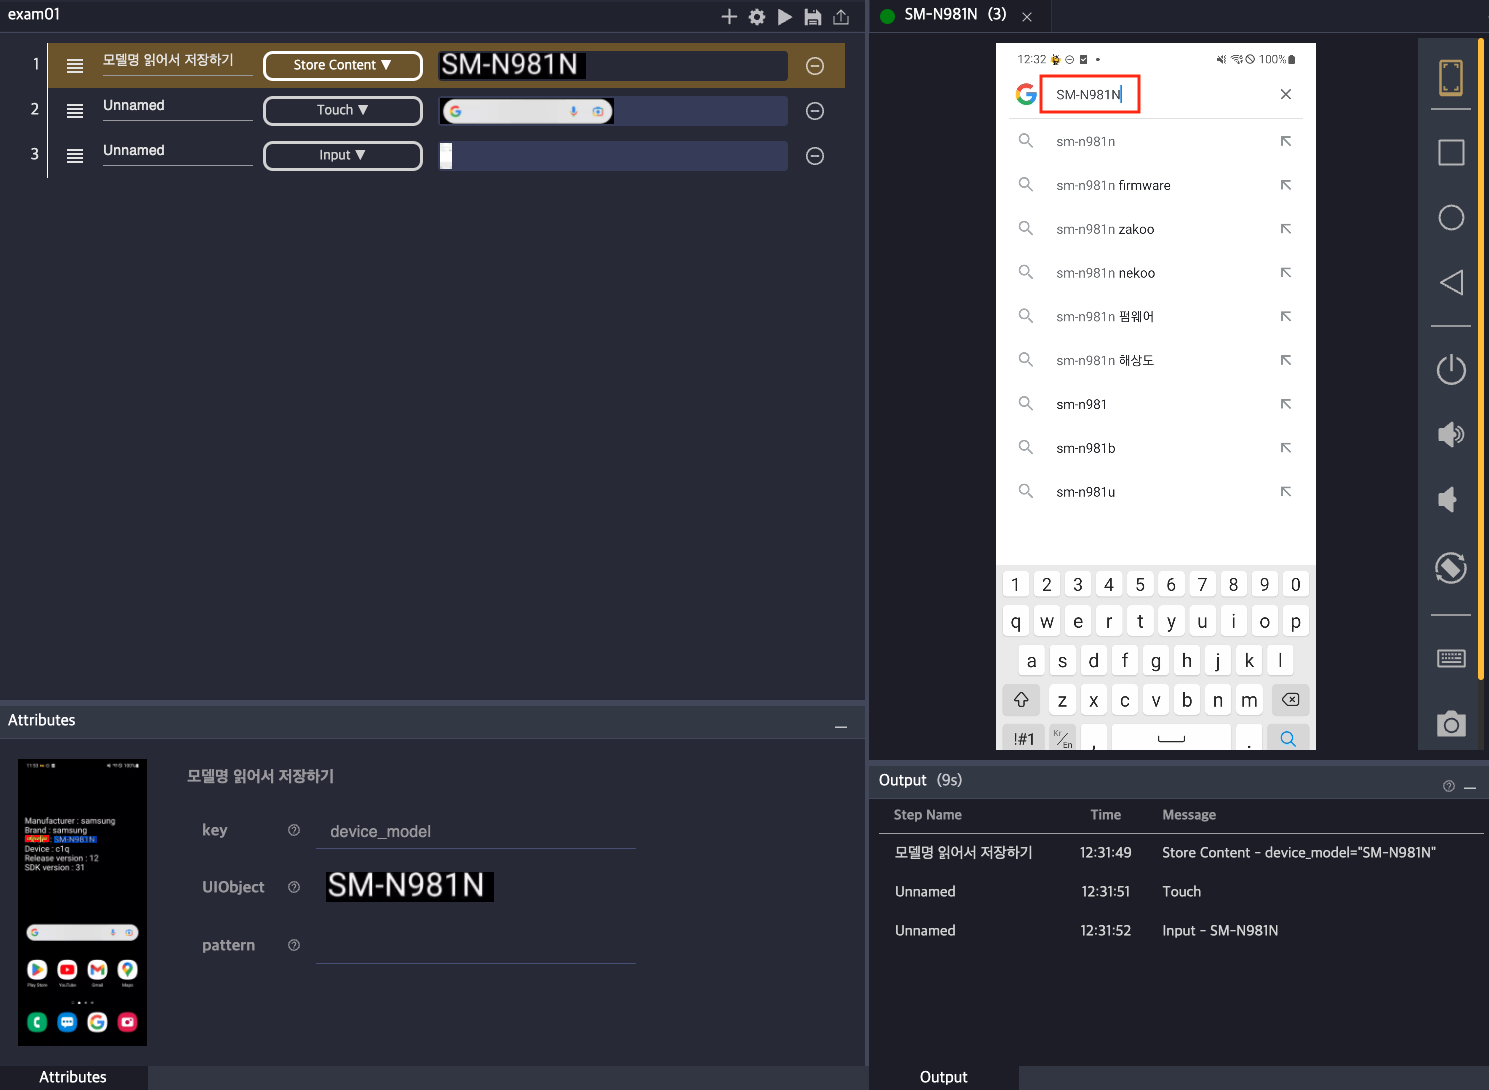 exam01
1
모델명 읽어서 저장하기
Store Content ▼
SM-N981N
2
Unnamed
Touch ▼
3
Unnamed
Input ▼
SM-N981N (3)
12:32
100%
SM-N981N
sm-n981n
sm-n981n firmware
sm-n981n zakoo
sm-n981n nekoo
sm-n981n 펌웨어
sm-n981n 해상도
sm-n981
sm-n981b
sm-n981u
1 2 3 4 5 6 7 8 9 0
q w e r t y u i o p
a s d f g h j k l
z x c v b n m
!#1 Kr/En , .
Attributes
Manufacturer : samsung
Brand : samsung
SM-N981N
Device : c1q
Release version : 12
SDK version : 31
Play Store YouTube Gmail Maps
모델명 읽어서 저장하기
key
device_model
UIObject
SM-N981N
pattern
Attributes
Output (9s)
Step Name Time Message
모델명 읽어서 저장하기 12:31:49 Store Content - device_model="SM-N981N"
Unnamed 12:31:51 Touch
Unnamed 12:31:52 Input - SM-N981N
Output